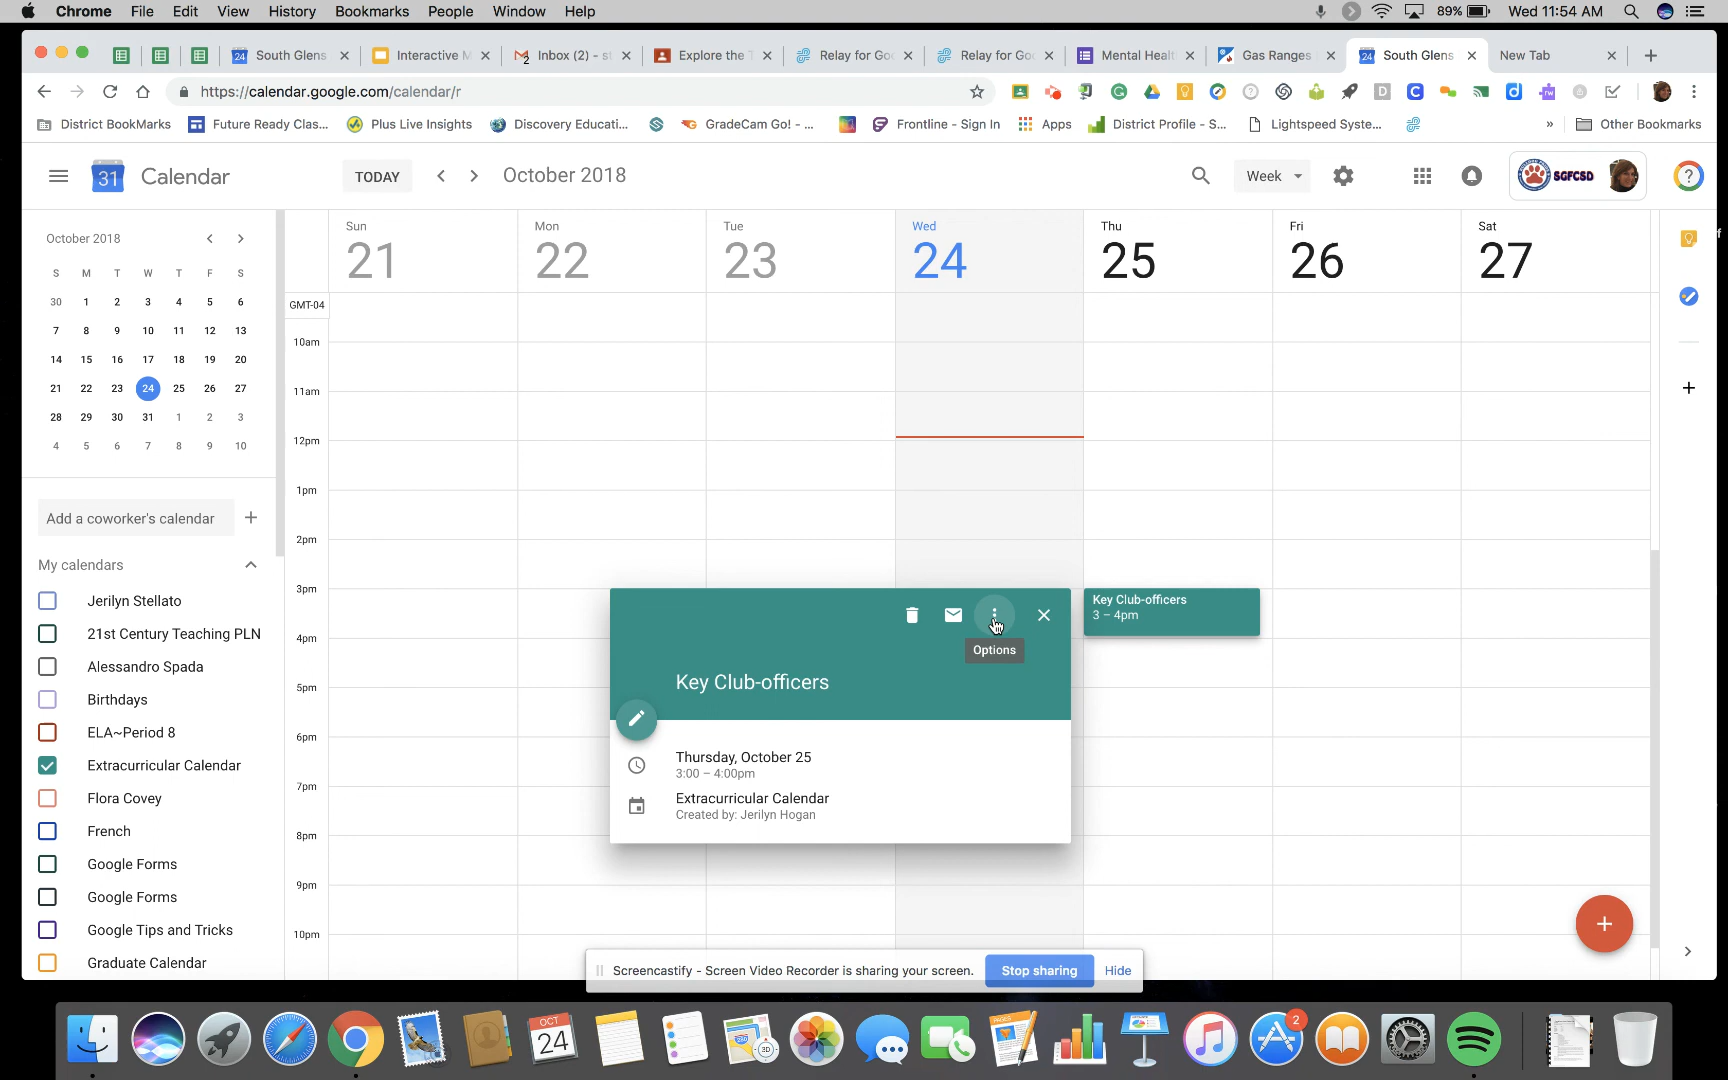 Chrome File Edit View History Bookmarks People Window Help 89% Wed 11:54 AM
South Glens Interactive M Inbox (2) - st Explore the T Relay for Goo Relay for Goo Mental Healt Gas Ranges South Glens New Tab
https://calendar.google.com/calendar/r
District BookMarks Future Ready Clas... Plus Live Insights Discovery Educati... GradeCam Go! - ... Frontline - Sign In Apps District Profile - S... Lightspeed Syste... » Other Bookmarks
31 Calendar TODAY October 2018 Week SGFCSD
October 2018
S M T W T F S
30 1 2 3 4 5 6
7 8 9 10 11 12 13
14 15 16 17 18 19 20
21 22 23 24 25 26 27
28 29 30 31 1 2 3
4 5 6 7 8 9 10
Add a coworker's calendar
My calendars
Jerilyn Stellato
21st Century Teaching PLN
Alessandro Spada
Birthdays
ELA~Period 8
Extracurricular Calendar
Flora Covey
French
Google Forms
Google Forms
Google Tips and Tricks
Graduate Calendar
Sun Mon Tue Wed Thu Fri Sat
21 22 23 24 25 26 27
GMT-04
10am
11am
12pm
1pm
2pm
3pm
4pm
5pm
6pm
7pm
8pm
9pm
10pm
Key Club-officers
3 – 4pm
Options
Key Club-officers
Thursday, October 25
3:00 – 4:00pm
Extracurricular Calendar
Created by: Jerilyn Hogan
Screencastify - Screen Video Recorder is sharing your screen. Stop sharing Hide
OCT
24
3D
PAGES
2